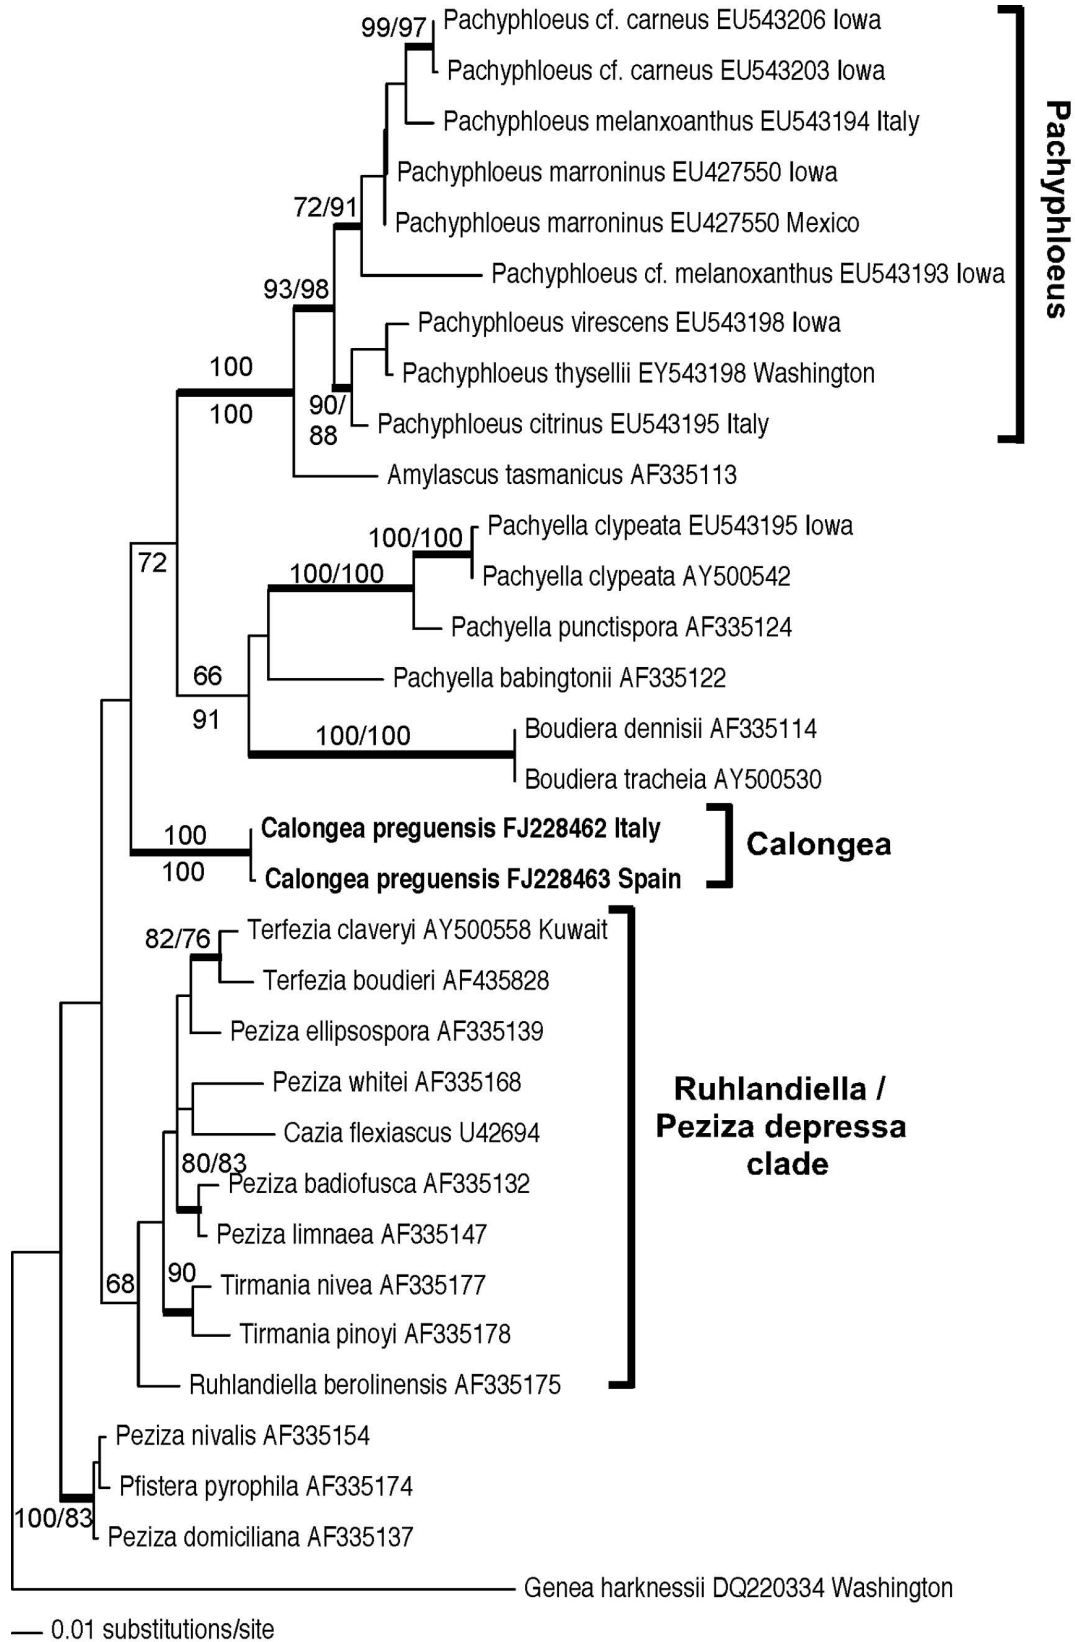 99/97
Pachyphloeus cf. carneus EU543206 Iowa
Pachyphloeus cf. carneus EU543203 Iowa
Pachyphloeus melanxoanthus EU543194 Italy
Pachyphloeus marroninus EU427550 Iowa
72/91
Pachyphloeus marroninus EU427550 Mexico
Pachyphloeus cf. melanoxanthus EU543193 Iowa
Pachyphloeus
93/98
Pachyphloeus virescens EU543198 Iowa
100
Pachyphloeus thysellii EY543198 Washington
100
90/
88
Pachyphloeus citrinus EU543195 Italy
Amylascus tasmanicus AF335113
Pachyella clypeata EU543195 Iowa
100/100
72
100/100
Pachyella clypeata AY500542
Pachyella punctispora AF335124
66
Pachyella babingtonii AF335122
91
100/100
Boudiera dennisii AF335114
Boudiera tracheia AY500530
100
Calongea preguensis FJ228462 Italy
Calongea
100
Calongea preguensis FJ228463 Spain
82/76
Terfezia claveryi AY500558 Kuwait
Terfezia boudieri AF435828
Peziza ellipsospora AF335139
Peziza whitei AF335168
Ruhlandiella /
Peziza depressa
clade
Cazia flexiascus U42694
80/83
Peziza badiofusca AF335132
Peziza limnaea AF335147
68
90
Tirmania nivea AF335177
Tirmania pinoyi AF335178
Ruhlandiella berolinensis AF335175
Peziza nivalis AF335154
Pfistera pyrophila AF335174
100/83
Peziza domiciliana AF335137
Genea harknessii DQ220334 Washington
0.01 substitutions/site